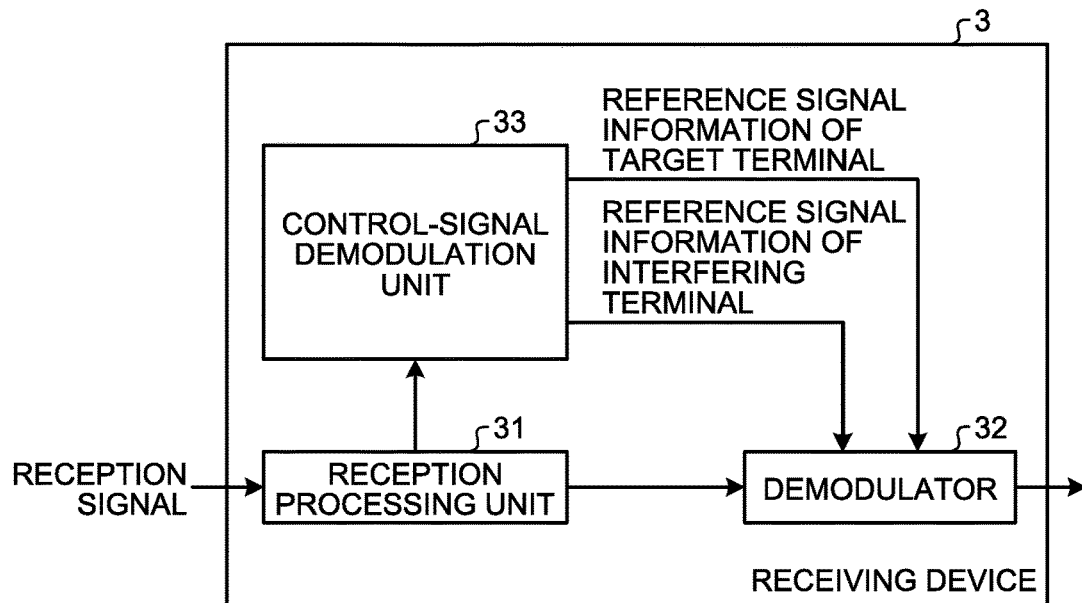 3
REFERENCE SIGNAL
INFORMATION OF
TARGET TERMINAL
33
CONTROL-SIGNAL
DEMODULATION
UNIT
REFERENCE SIGNAL
INFORMATION OF
INTERFERING
TERMINAL
31
32
RECEPTION
SIGNAL
RECEPTION
PROCESSING UNIT
DEMODULATOR
RECEIVING DEVICE